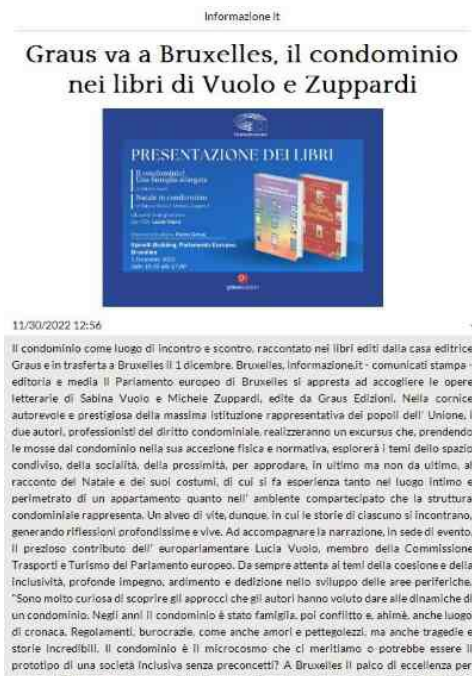 Informazione It
Graus va a Bruxelles, il condominio
nei libri di Vuolo e Zuppardi
PRESENTAZIONE DEI LIBRI
Il condominio?
Una famiglia allargata
Natale in condominio
Spinelli Building, Parlamento Europeo,
Bruxelles
11/30/2022 12:56
Il condominio come luogo di incontro e scontro, raccontato nei libri editi dalla casa editrice
Graus e in trasferta a Bruxelles il 1 dicembre. Bruxelles, informazione.it - comunicati stampa -
editoria e media Il Parlamento europeo di Bruxelles si appresta ad accogliere le opere
letterarie di Sabina Vuolo e Michele Zuppardi, edite da Graus Edizioni. Nella cornice
autorevole e prestigiosa della massima istituzione rappresentativa dei popoli dell' Unione, i
due autori, professionisti del diritto condominiale, realizzeranno un excursus che, prendendo
le mosse dal condominio nella sua accezione fisica e normativa, esplorerà i temi dello spazio
condiviso, della socialità, della prossimità, per approdare, in ultimo ma non da ultimo, al
racconto del Natale e dei suoi costumi, di cui si fa esperienza tanto nel luogo intimo e
perimetrato di un appartamento quanto nell' ambiente compartecipato che la struttura
condominiale rappresenta. Un alveo di vite, dunque, in cui le storie di ciascuno si incontrano,
generando riflessioni profondissime e vive. Ad accompagnare la narrazione, in sede di evento,
il prezioso contributo dell' europarlamentare Lucia Vuolo, membro della Commissione
Trasporti e Turismo del Parlamento europeo. Da sempre attenta ai temi della coesione e della
inclusività, profonde impegno, ardimento e dedizione nello sviluppo delle aree periferiche.
"Sono molto curiosa di scoprire gli approcci che gli autori hanno voluto dare alle dinamiche di
un condominio. Negli anni il condominio è stato famiglia, poi conflitto e, ahimè, anche luogo
di cronaca. Regolamenti, burocrazie, come anche amori e pettegolezzi, ma anche tragedie e
storie incredibili. Il condominio è il microcosmo che ci meritiamo o potrebbe essere il
prototipo di una società inclusiva senza preconcetti? A Bruxelles il palco di eccellenza per